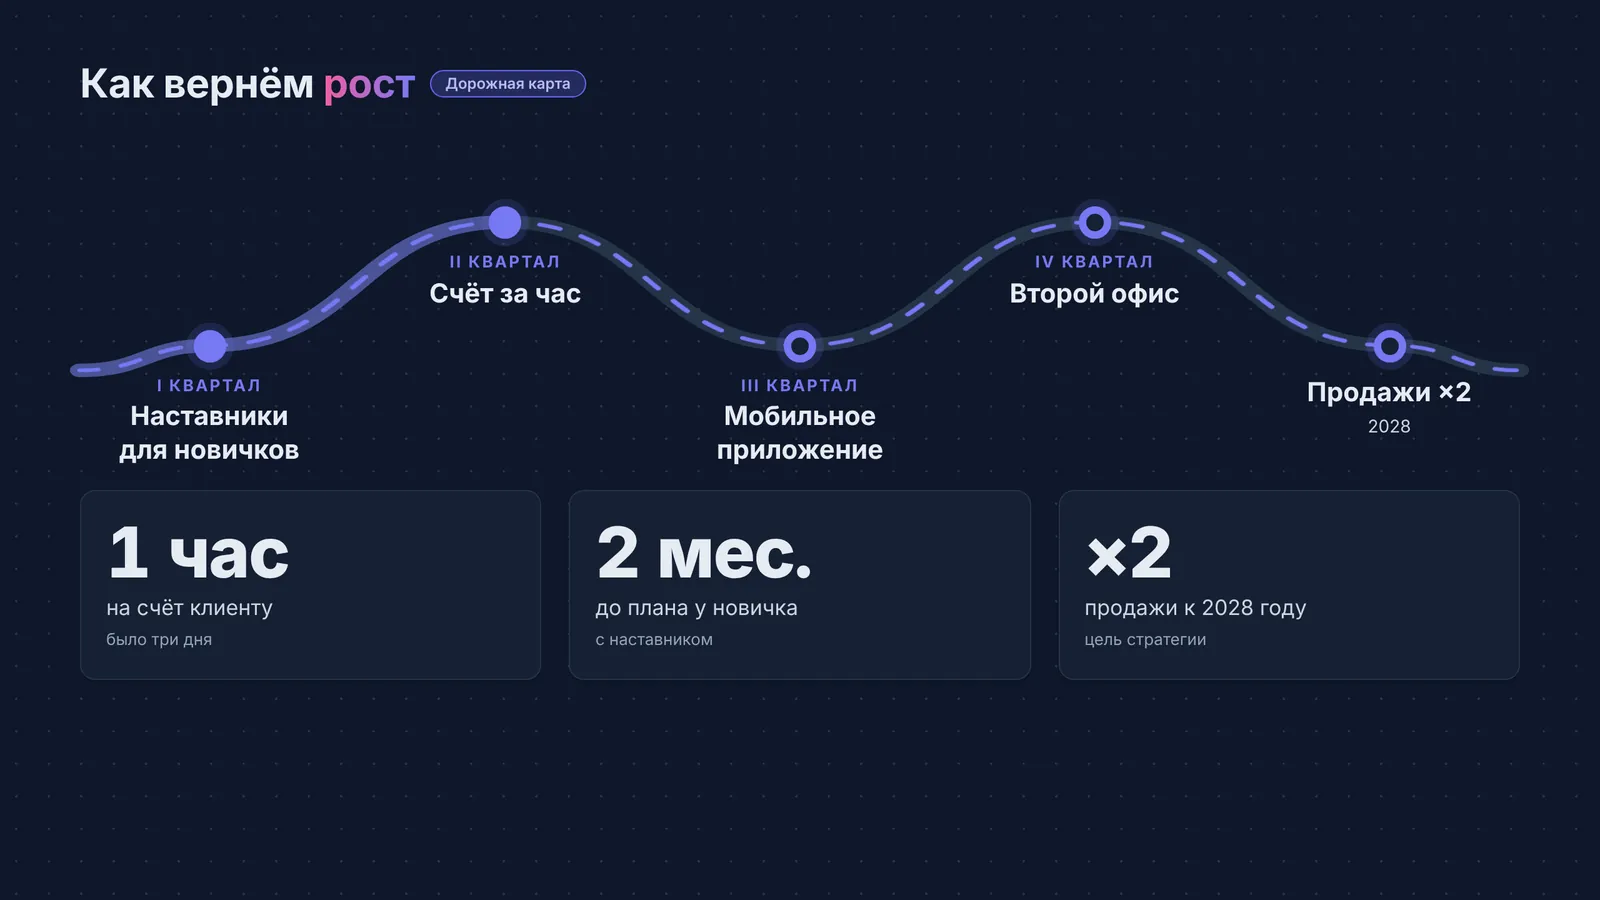 Как вернём рост
Дорожная карта
II КВАРТАЛ
Счёт за час
IV КВАРТАЛ
Второй офис
I КВАРТАЛ
Наставники
для новичков
III КВАРТАЛ
Мобильное
приложение
Продажи ×2
2028
1 час
на счёт клиенту
было три дня
2 мес.
до плана у новичка
с наставником
×2
продажи к 2028 году
цель стратегии